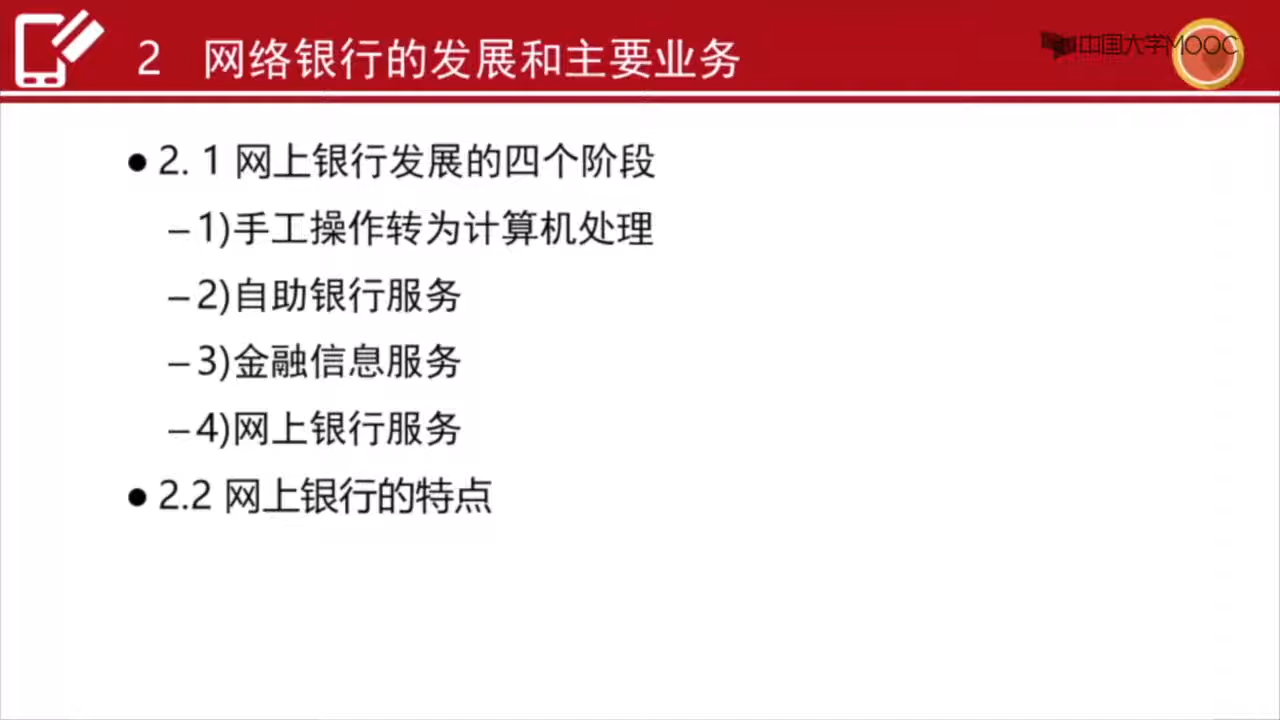 2 网络银行的发展和主要业务
中国大学MOOC
●2. 1 网上银行发展的四个阶段
–1)手工操作转为计算机处理
–2)自助银行服务
–3)金融信息服务
–4)网上银行服务
●2.2 网上银行的特点